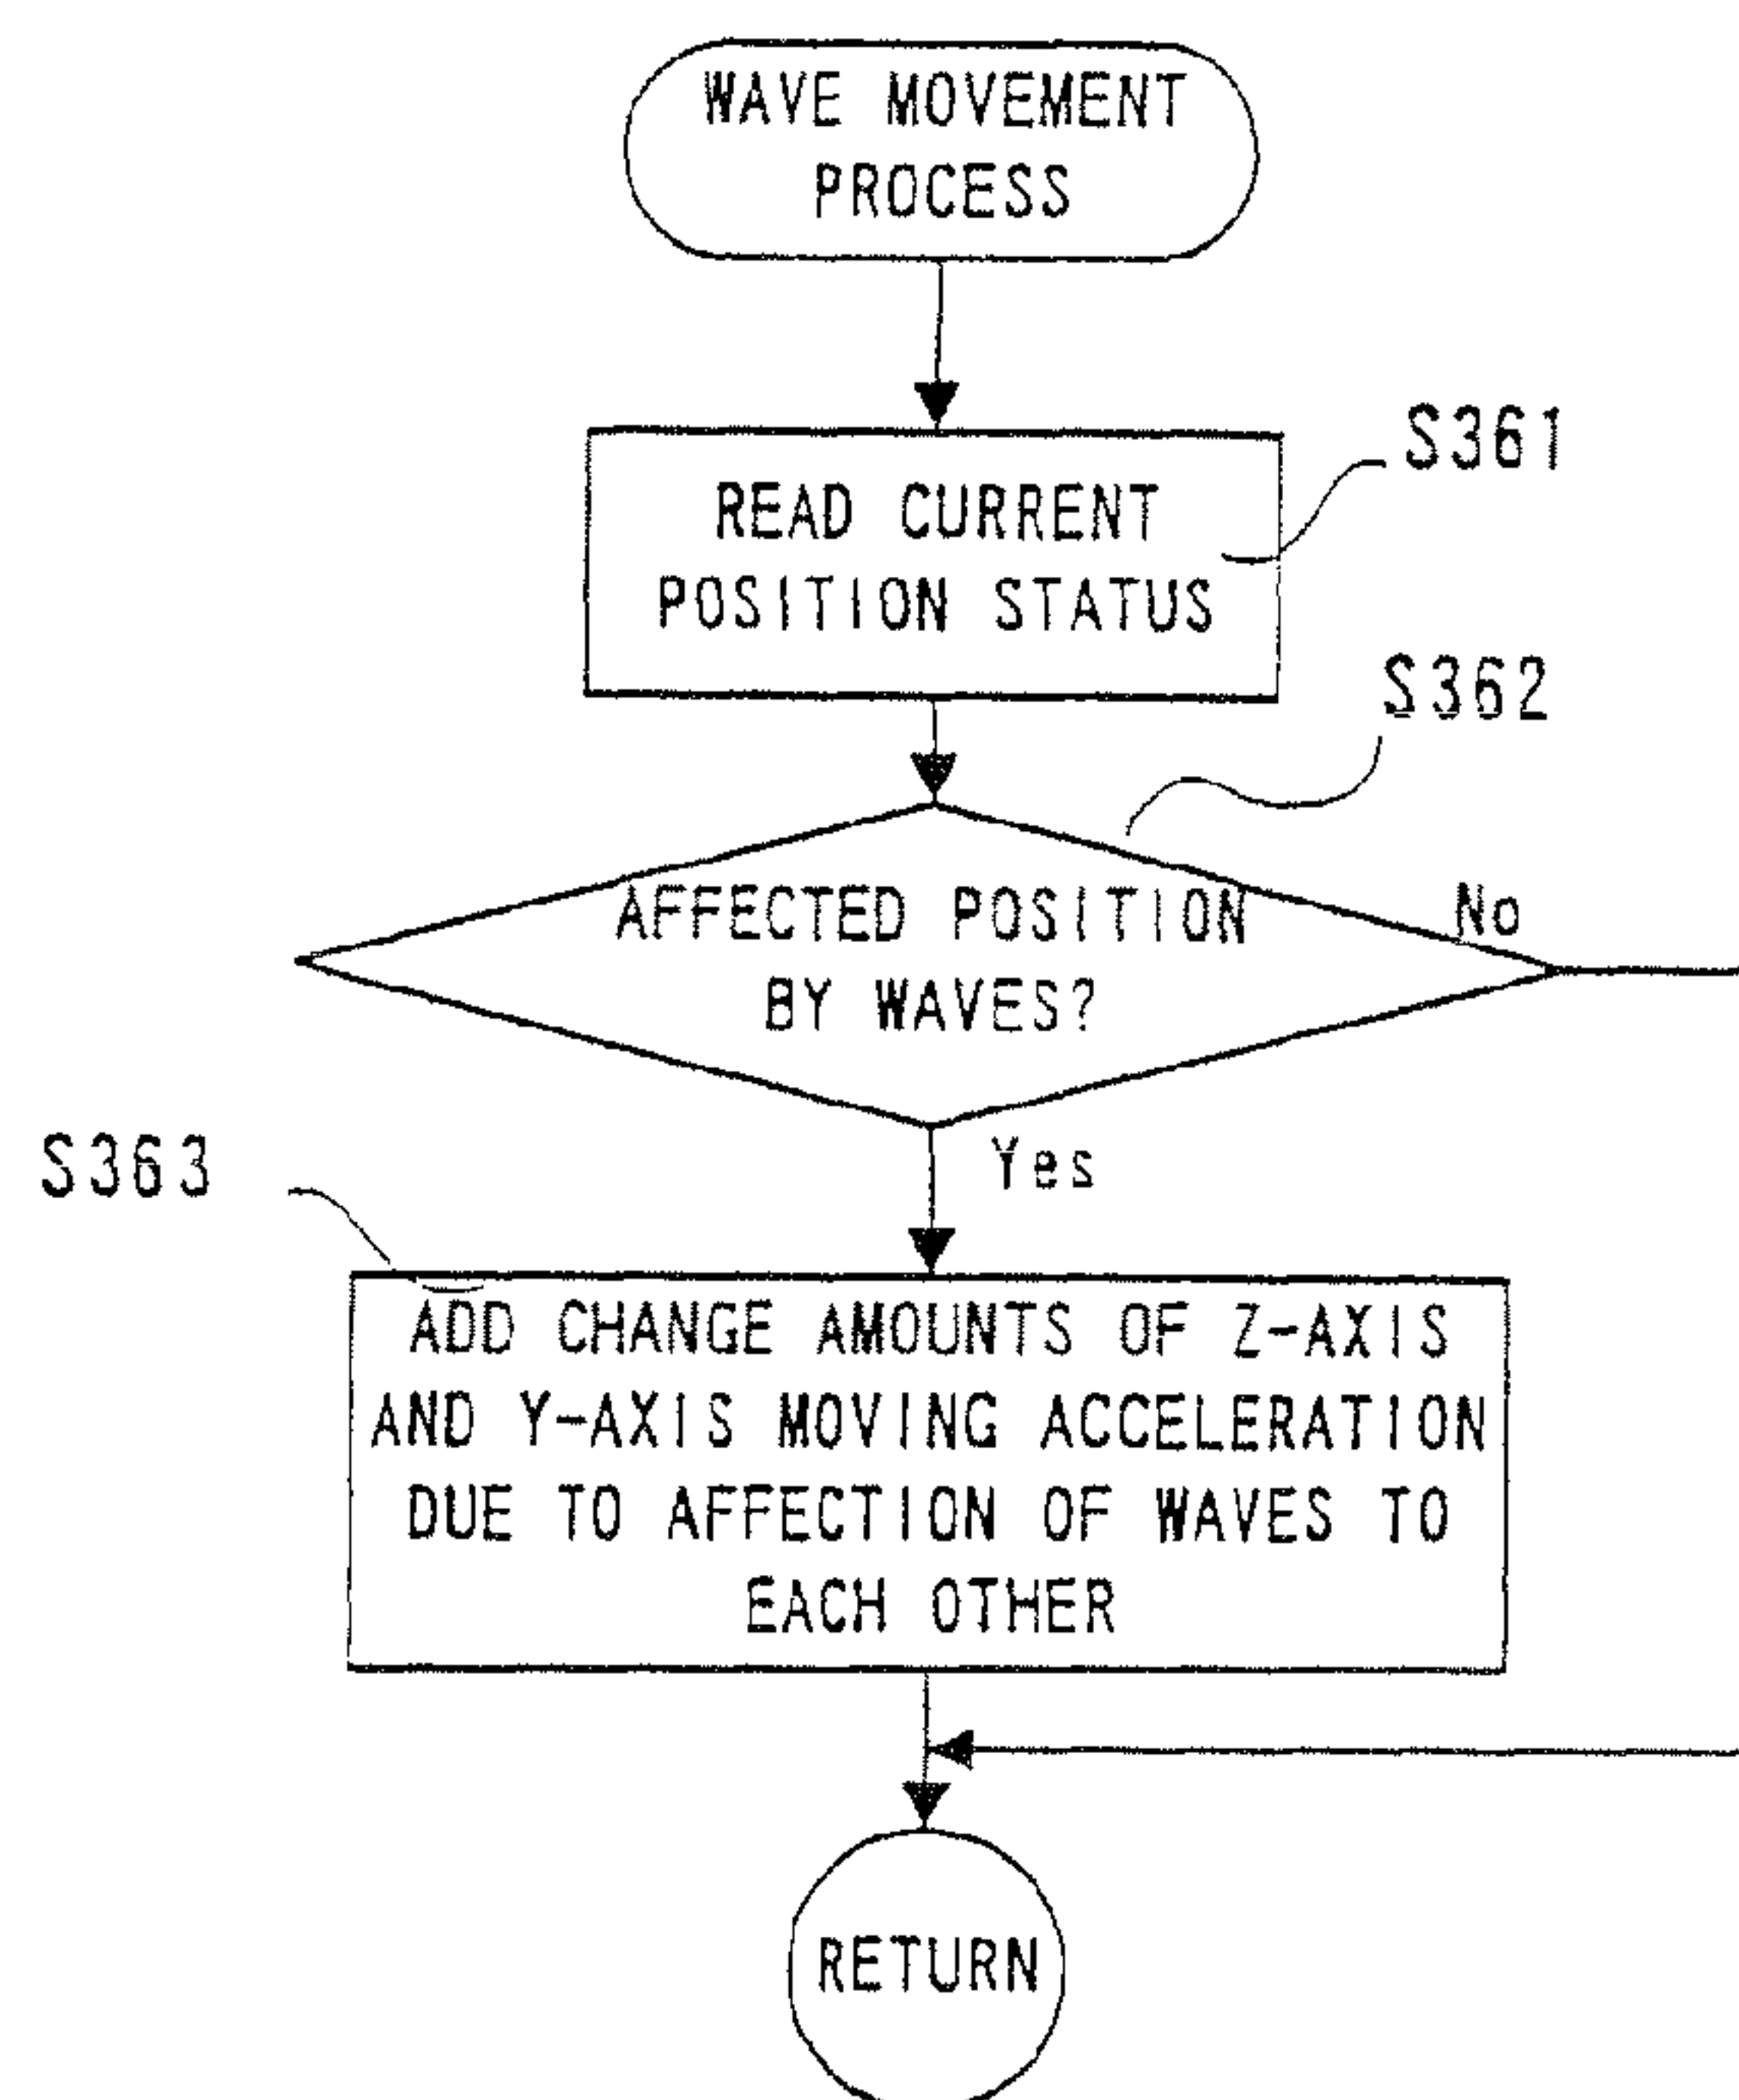 WAVE MOVEMENT
PROCESS
S361
READ CURRENT
POSITION STATUS
S362
AFFECTED POSITION
BY WAVES?
No
Yes
S363
ADD CHANGE AMOUNTS OF Z-AXIS
AND Y-AXIS MOVING ACCELERATION
DUE TO AFFECTION OF WAVES TO
EACH OTHER
RETURN